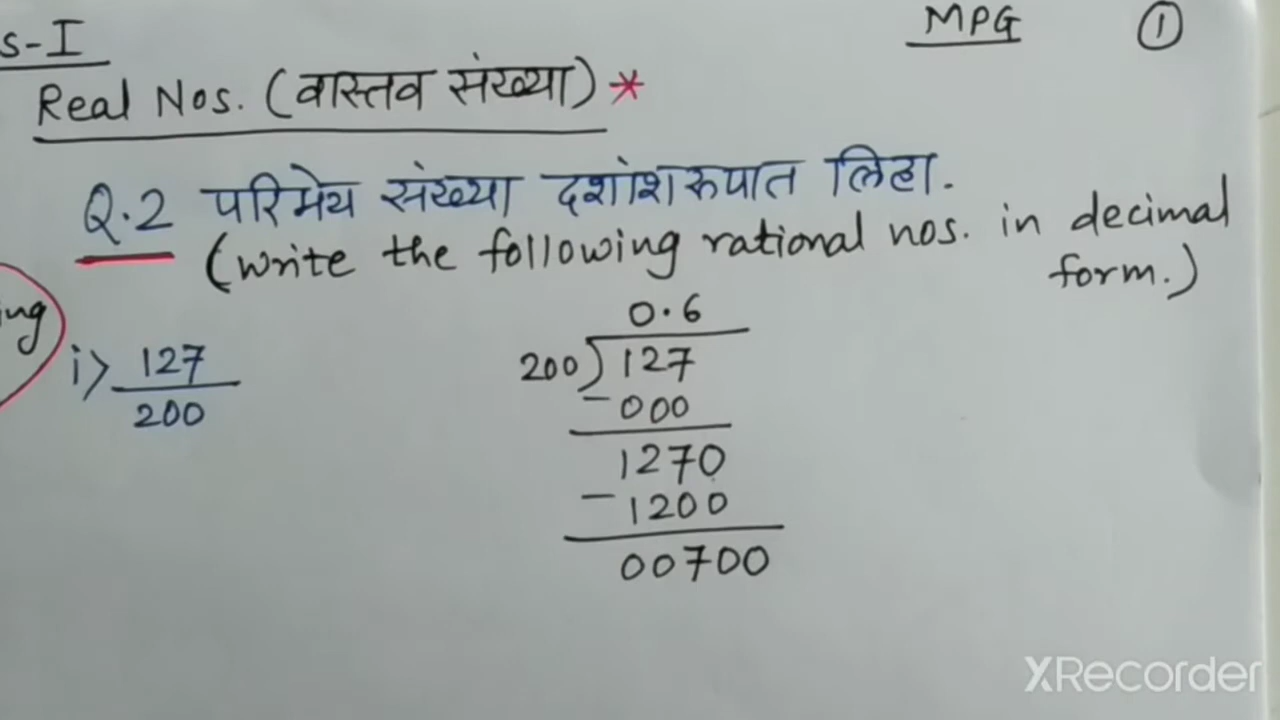 s-I
MPG
①
Real Nos. (वास्तव संख्या) *
Q.2 परिमेय संख्या दशांशरुपात लिहा.
(write the following rational nos. in decimal
form.)
ing
i> 127
200
0.6
200)127
-000
1270
-1200
00700
XRecorder